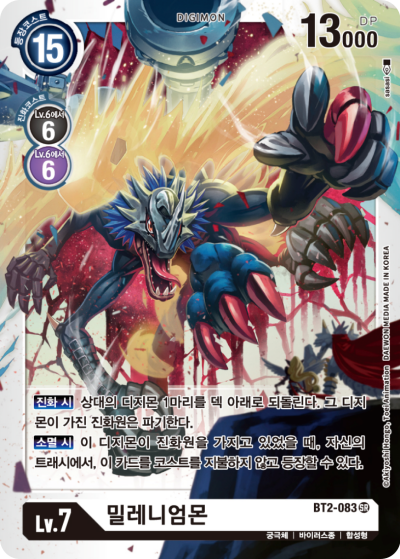 등장코스트
15
DIGIMON
DP
13000
sasasi
진화코스트
Lv.6에서
6
Lv.6에서
6
©Akiyoshi Hongo, Toei Animation DAEWON MEDIA MADE IN KOREA
진화 시 상대의 디지몬 1마리를 덱 아래로 되돌린다. 그 디지
몬이 가진 진화원은 파기한다.
소멸 시 이 디지몬이 진화원을 가지고 있었을 때, 자신의
트래시에서, 이 카드를 코스트를 지불하지 않고 등장할 수 있다.
BT2-083 SR
Lv.7
밀레니엄몬
궁극체 | 바이러스종 | 합성형